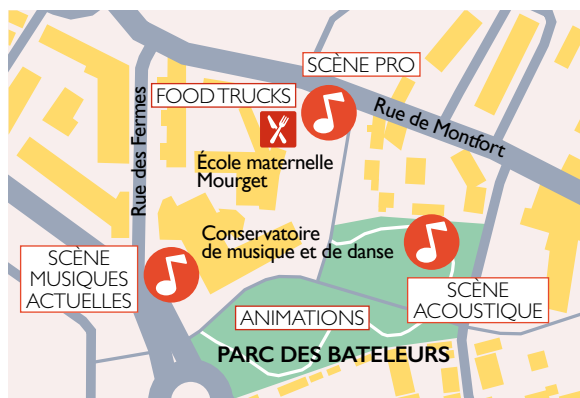 SCÈNE PRO
FOOD TRUCKS
Rue de Montfort
Rue des Fermes
École maternelle
Mourget
Conservatoire
de musique et de danse
SCÈNE
MUSIQUES
ACTUELLES
SCÈNE
ACOUSTIQUE
ANIMATIONS
PARC DES BATELEURS